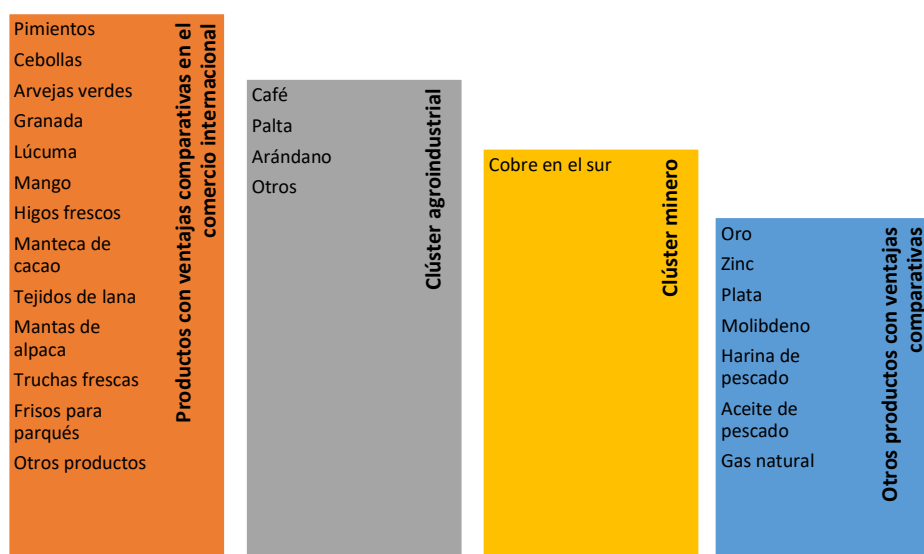 Pimientos
Cebollas
Arvejas verdes
Granada
Lúcuma
Mango
Higos frescos
Manteca de
cacao
Tejidos de lana
Mantas de
alpaca
Truchas frescas
Frisos para
parqués
Otros productos
Productos con ventajas comparativas en el
comercio internacional
Café
Palta
Arándano
Otros
Clúster agroindustrial
Cobre en el sur
Clúster minero
Oro
Zinc
Plata
Molibdeno
Harina de
pescado
Aceite de
pescado
Gas natural
Otros productos con ventajas
comparativas